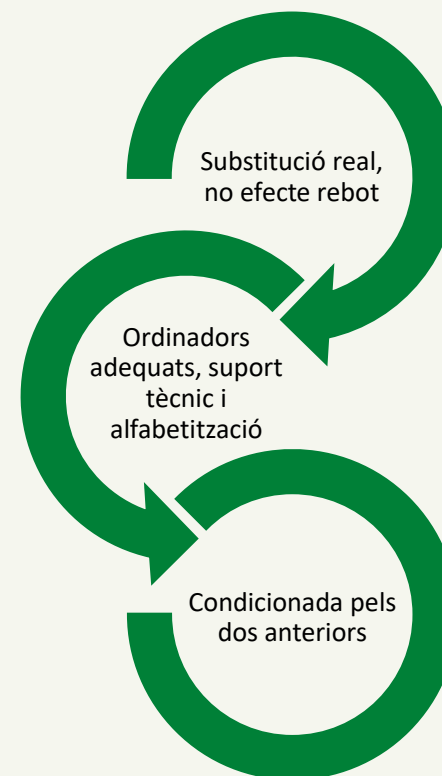 Substitució real,
no efecte rebot
Ordinadors
adequats, suport
tècnic i
alfabetització
Condicionada pels
dos anteriors